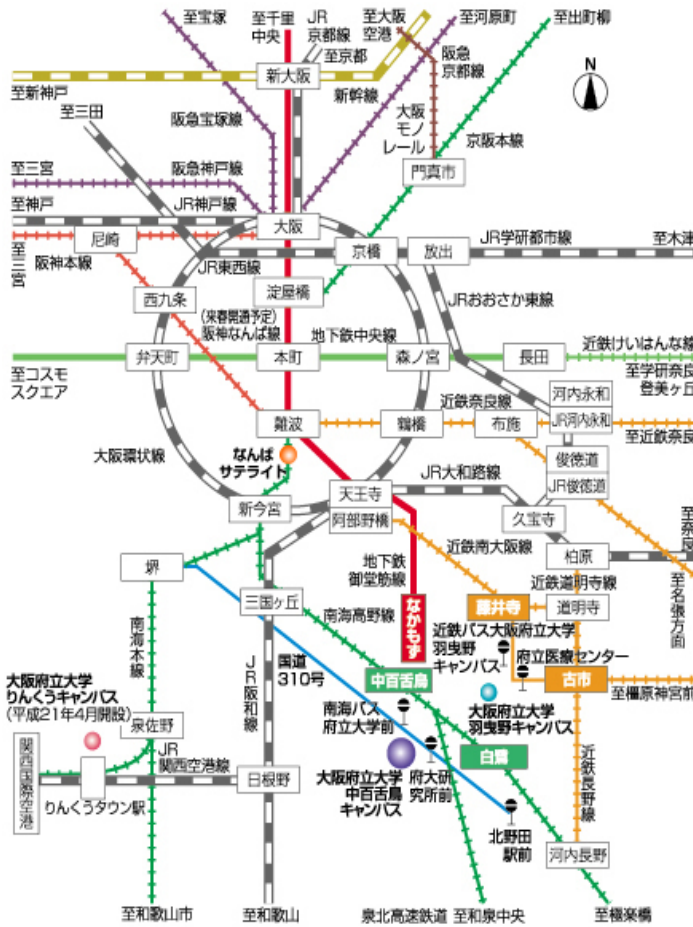 至宝塚
至千里
中央
JR
京都線
至京都
至大阪
空港
至河原町
至出町柳
阪急
京都線
新大阪
至新神戸
新幹線
至三田
阪急宝塚線
大阪
モノ
レール
京阪本線
N
門真市
至三宮
阪急神戸線
至神戸
JR神戸線
大阪
尼崎
京橋
放出
JR学研都市線
至木津
至三宮
阪神本線
JR東西線
西九条
淀屋橋
JRおおさか東線
(来春開通予定)
阪神なんば線
地下鉄中央線
近鉄けいはんな線
弁天町
本町
森ノ宮
長田
至コスモ
スクエア
至学研奈良
登美ヶ丘
河内永和
JR河内永和
近鉄奈良線
難波
鶴橋
布施
至近鉄奈良
なんば
サテライト
大阪環状線
俊徳道
JR俊徳道
JR大和路線
天王寺
新今宮
阿部野橋
久宝寺
至奈良
近鉄南大阪線
柏原
堺
地下鉄
御堂筋線
近鉄道明寺線
至名張方面
三国ヶ丘
南海高野線
なかもず
藤井寺
道明寺
近鉄バス大阪府立大学
羽曳野
キャンパス
府立医療センター
南海本線
国道
310号
JR阪和線
中百舌鳥
古市
至橿原神宮前
大阪府立大学
りんくうキャンパス
(平成21年4月開設)
泉佐野
南海バス
府立大学前
大阪府立大学
羽曳野キャンパス
白鷺
近鉄長野線
関西国際空港
JR
関西空港線
日根野
りんくうタウン駅
大阪府立大学
中百舌鳥
キャンパス
府大研
究所前
北野田
駅前
河内長野
至和歌山市
至和歌山
泉北高速鉄道
至和泉中央
至極楽橋